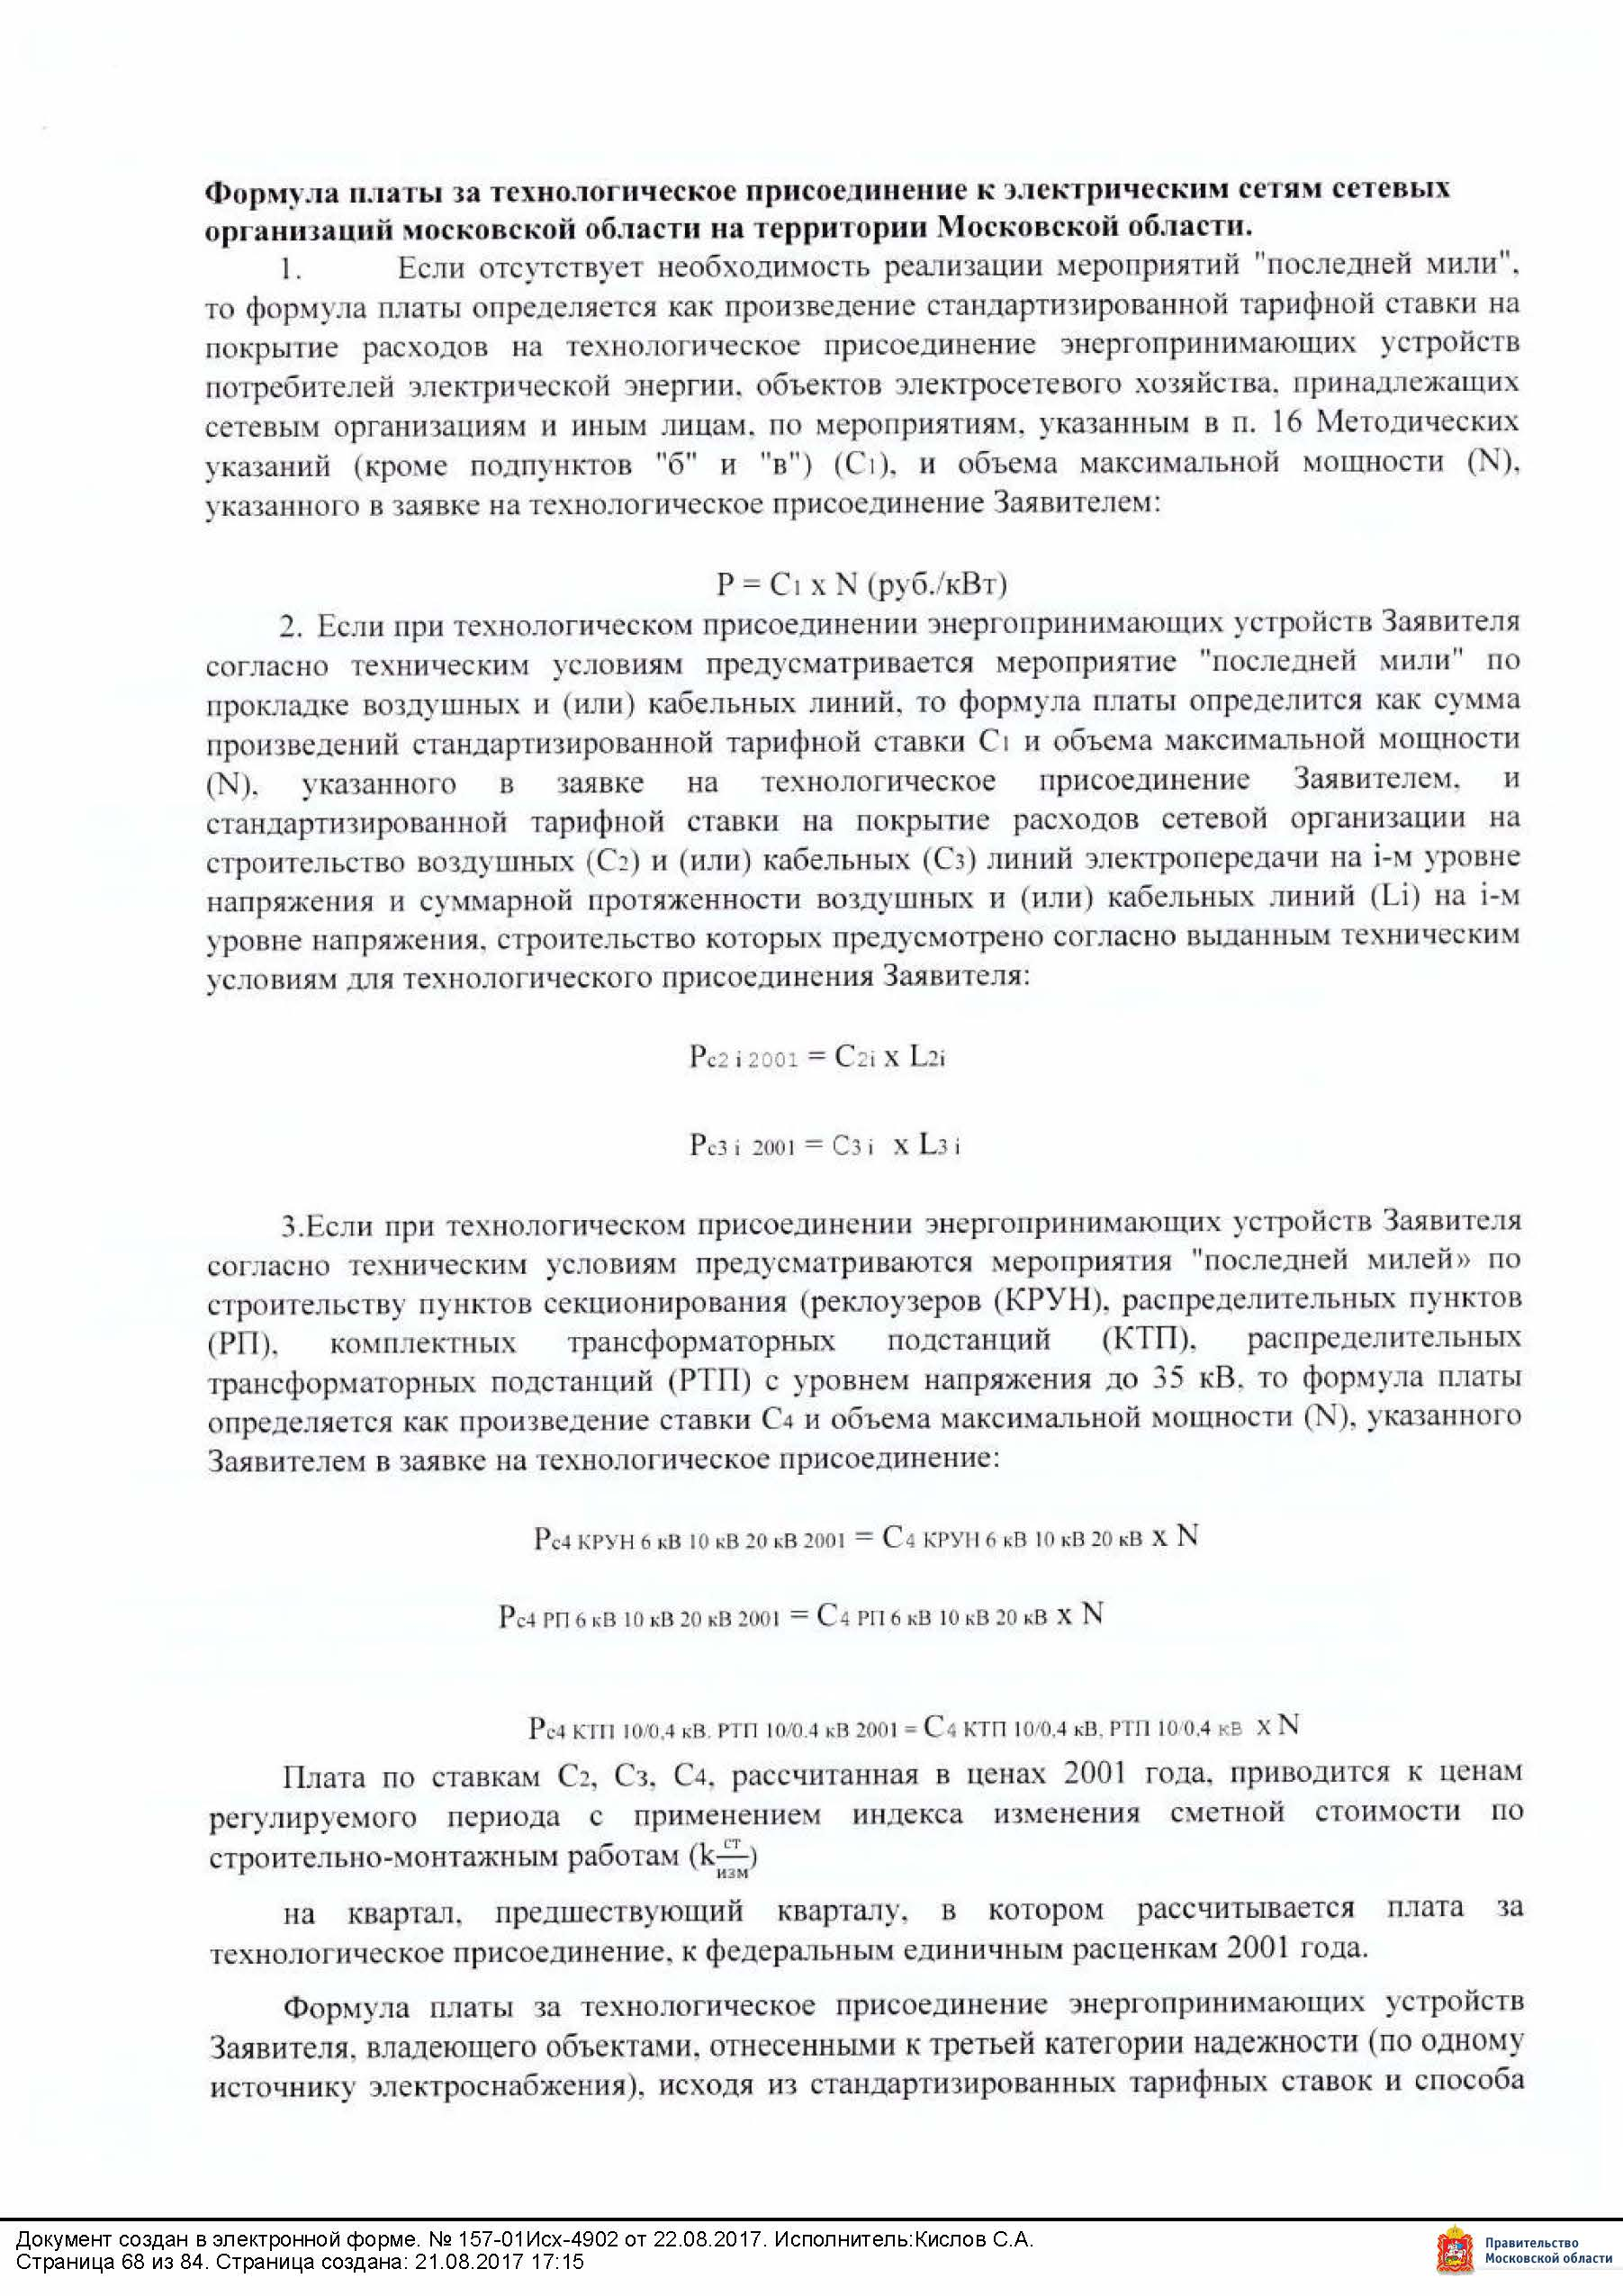 Формула платы за технологическое присоединение к электрическим сетям сетевых
организаций московской области на территории Московской области.
1. Если отсутствует необходимость реализации мероприятий "последней мили",
то формула платы определяется как произведение стандартизированной тарифной ставки на
покрытие расходов на технологическое присоединение энергопринимающих устройств
потребителей электрической энергии, объектов электросетевого хозяйства, принадлежащих
сетевым организациям и иным лицам, по мероприятиям, указанным в п. 16 Методических
указаний (кроме подпунктов "б" и "в") (С1), и объема максимальной мощности (N),
указанного в заявке на технологическое присоединение Заявителем:
P = C1 x N (руб./кВт)
2. Если при технологическом присоединении энергопринимающих устройств Заявителя
согласно техническим условиям предусматривается мероприятие "последней мили" по
прокладке воздушных и (или) кабельных линий, то формула платы определится как сумма
произведений стандартизированной тарифной ставки С1 и объема максимальной мощности
(N), указанного в заявке на технологическое присоединение Заявителем, и
стандартизированной тарифной ставки на покрытие расходов сетевой организации на
строительство воздушных (С2) и (или) кабельных (С3) линий электропередачи на i-м уровне
напряжения и суммарной протяженности воздушных и (или) кабельных линий (Li) на i-м
уровне напряжения, строительство которых предусмотрено согласно выданным техническим
условиям для технологического присоединения Заявителя:
Pс2 i 2001 = C2i x L2i
Pс3 i 2001 = C3 i x L3 i
3.Если при технологическом присоединении энергопринимающих устройств Заявителя
согласно техническим условиям предусматриваются мероприятия "последней милей» по
строительству пунктов секционирования (реклоузеров (КРУН), распределительных пунктов
(РП), комплектных трансформаторных подстанций (КТП), распределительных
трансформаторных подстанций (РТП) с уровнем напряжения до 35 кВ, то формула платы
определяется как произведение ставки С4 и объема максимальной мощности (N), указанного
Заявителем в заявке на технологическое присоединение:
Pс4 КРУН 6 кВ 10 кВ 20 кВ 2001 = C4 КРУН 6 кВ 10 кВ 20 кВ x N
Pс4 РП 6 кВ 10 кВ 20 кВ 2001 = C4 РП 6 кВ 10 кВ 20 кВ x N
Pс4 КТП 10/0,4 кВ, РТП 10/0.4 кВ 2001 = C4 КТП 10/0,4 кВ, РТП 10/0,4 кВ x N
Плата по ставкам С2, С3, С4, рассчитанная в ценах 2001 года, приводится к ценам
регулируемого периода с применением индекса изменения сметной стоимости по
строительно-монтажным работам (k ст/изм)
на квартал, предшествующий кварталу, в котором рассчитывается плата за
технологическое присоединение, к федеральным единичным расценкам 2001 года.
Формула платы за технологическое присоединение энергопринимающих устройств
Заявителя, владеющего объектами, отнесенными к третьей категории надежности (по одному
источнику электроснабжения), исходя из стандартизированных тарифных ставок и способа
Документ создан в электронной форме. № 157-01Исх-4902 от 22.08.2017. Исполнитель:Кислов С.А.
Страница 68 из 84. Страница создана: 21.08.2017 17:15
Правительство
Московской области